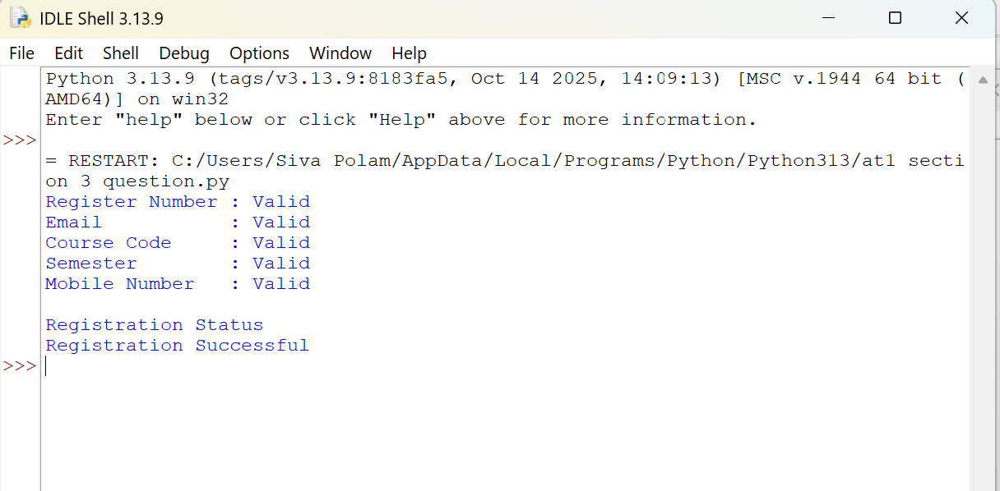 IDLE Shell 3.13.9
File Edit Shell Debug Options Window Help
Python 3.13.9 (tags/v3.13.9:8183fa5, Oct 14 2025, 14:09:13) [MSC v.1944 64 bit (
AMD64)] on win32
Enter "help" below or click "Help" above for more information.
>>>
= RESTART: C:/Users/Siva Polam/AppData/Local/Programs/Python/Python313/at1 secti
on 3 question.py
Register Number : Valid
Email           : Valid
Course Code     : Valid
Semester        : Valid
Mobile Number   : Valid
Registration Status
Registration Successful
>>>